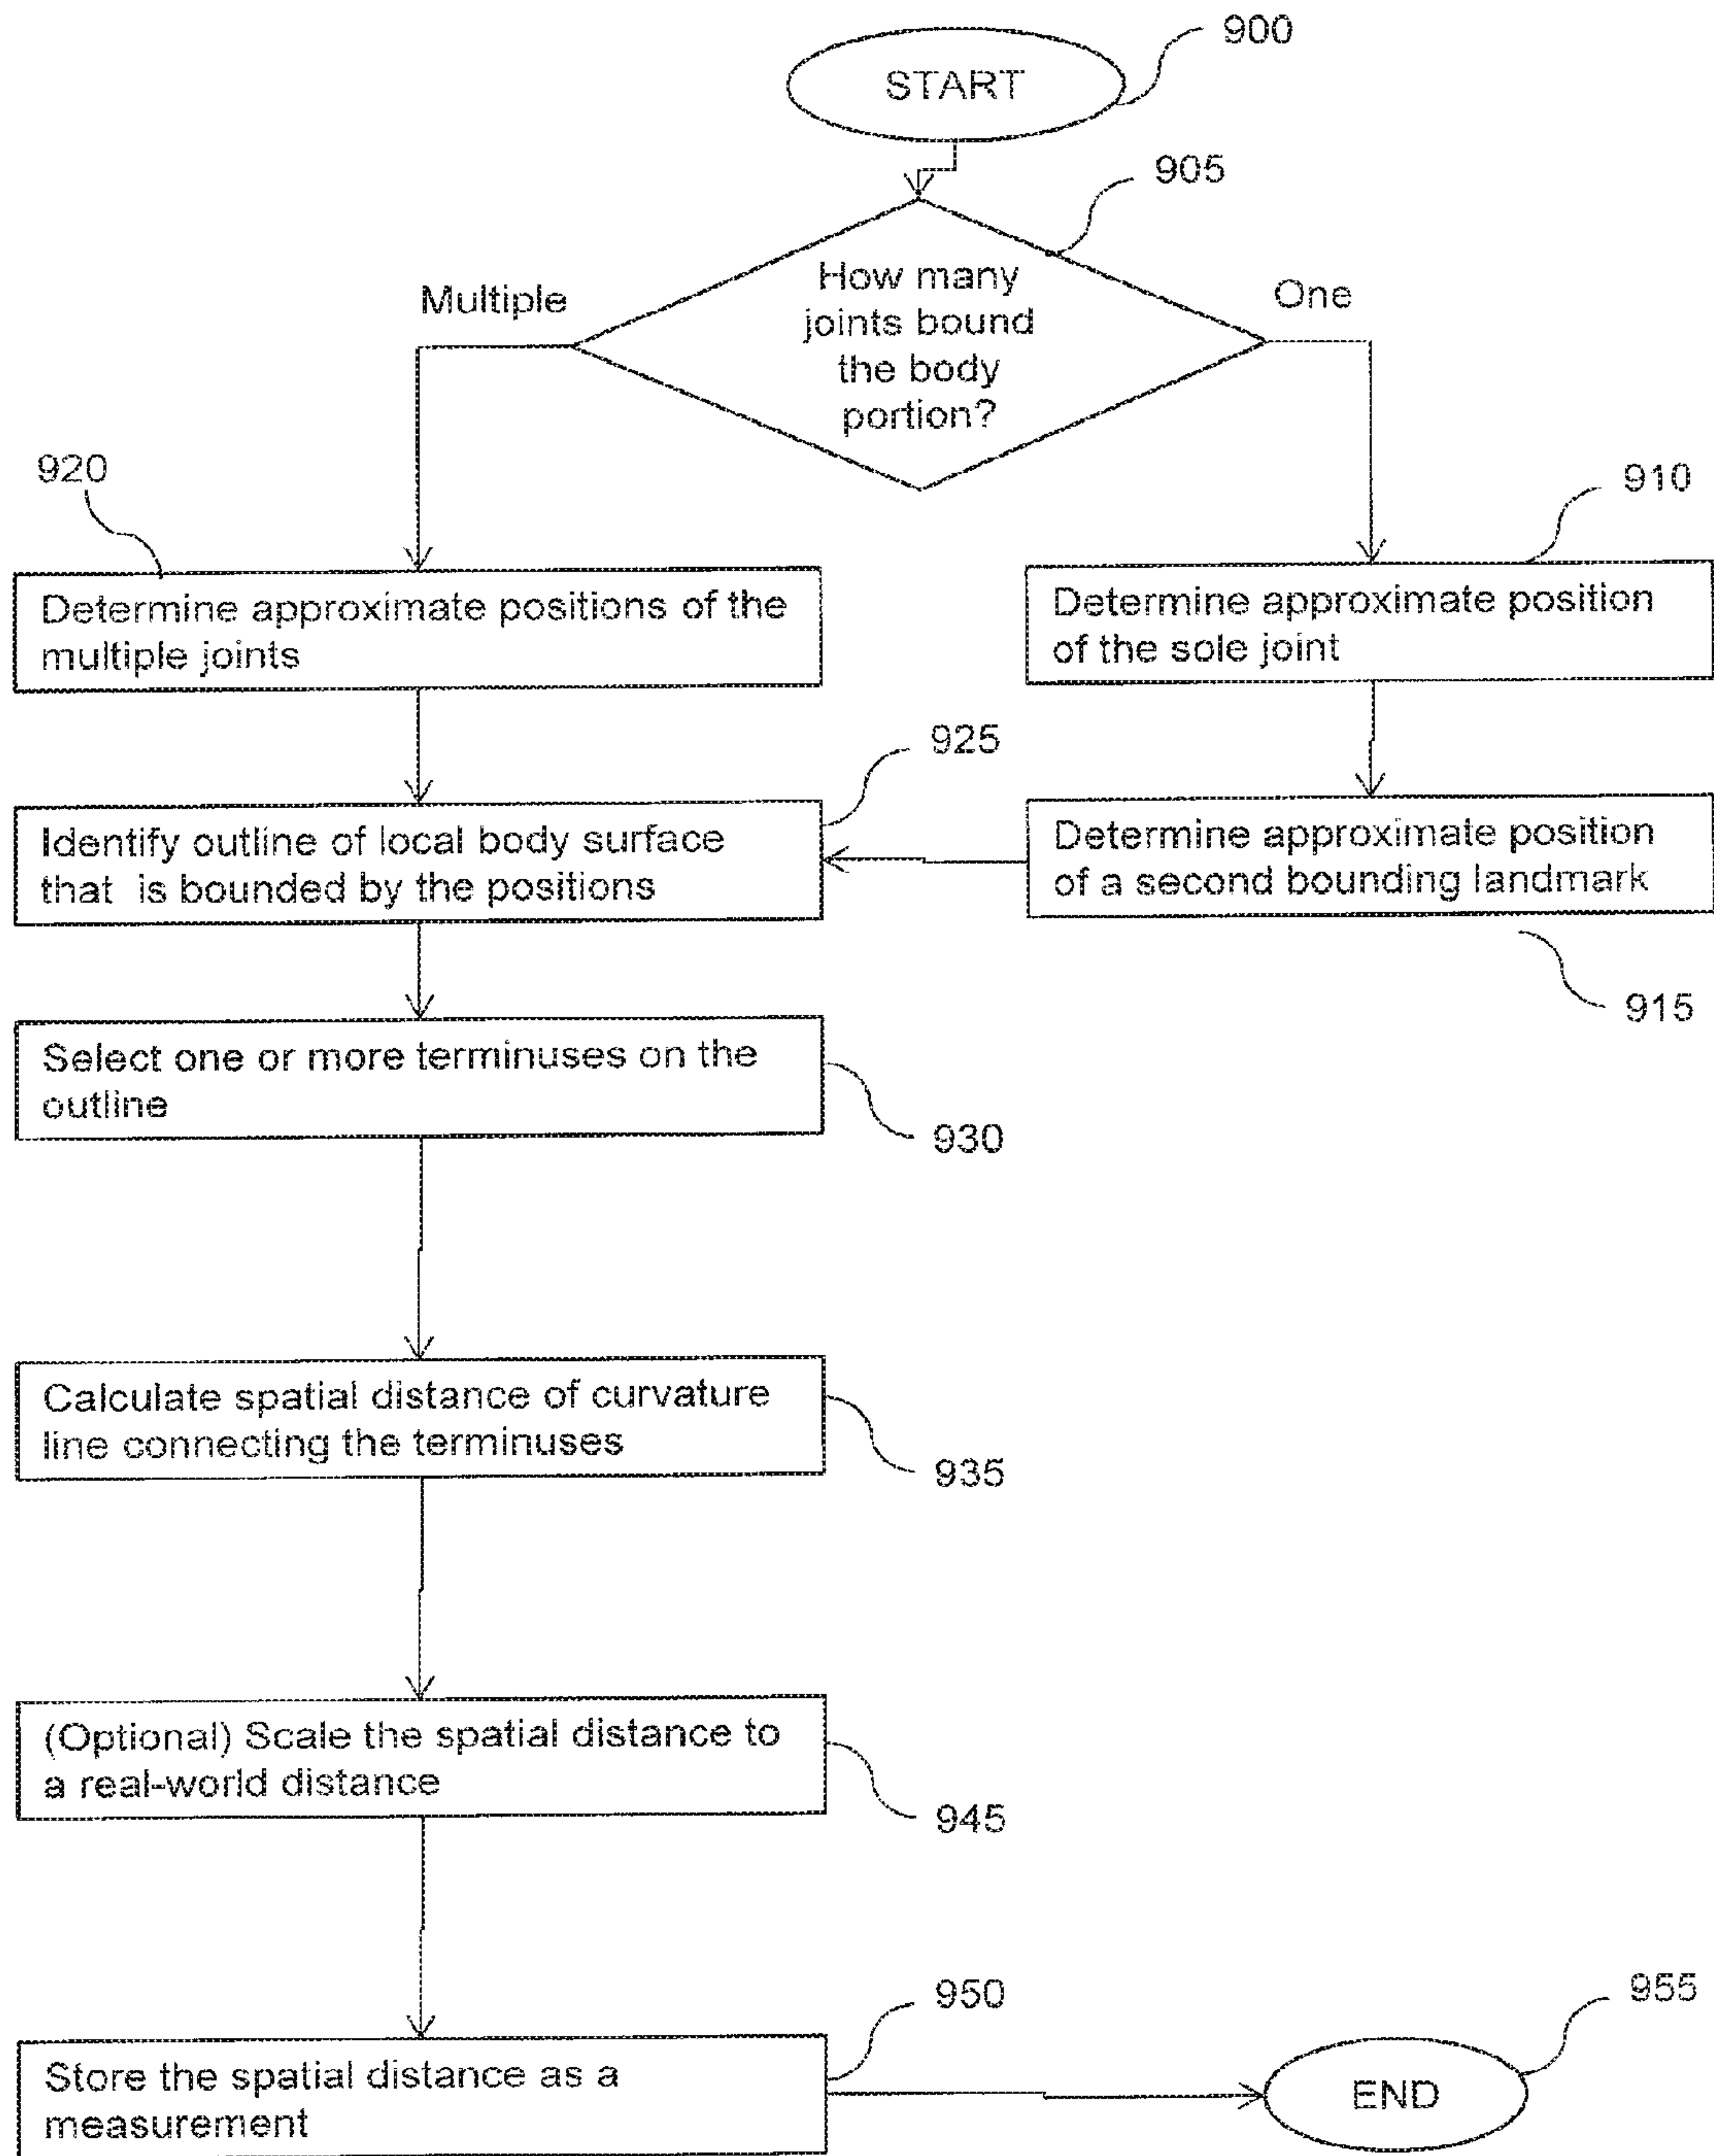 START
900
905
How many
joints bound
the body
portion?
Multiple
One
920
910
Determine approximate positions of the
multiple joints
Determine approximate position
of the sole joint
925
Identify outline of local body surface
that is bounded by the positions
Determine approximate position
of a second bounding landmark
915
Select one or more terminuses on the
outline
930
Calculate spatial distance of curvature
line connecting the terminuses
935
(Optional) Scale the spatial distance to
a real-world distance
945
950
955
Store the spatial distance as a
measurement
END